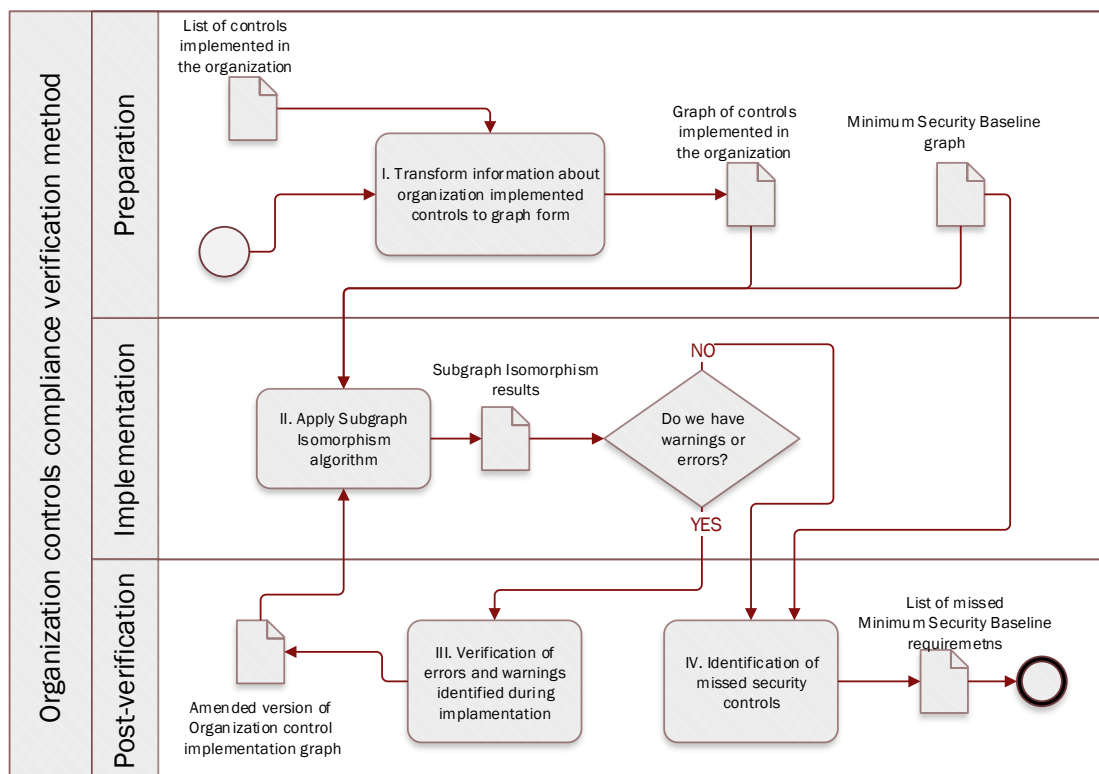 Organization controls compliance verification method
Preparation
List of controls
implemented in
the organization
I. Transform information about
organization implemented
controls to graph form
Graph of controls
implemented in
the organization
Minimum Security Baseline
graph
Implementation
II. Apply Subgraph
Isomorphism
algorithm
Subgraph Isomorphism
results
NO
Do we have
warnings or
errors?
YES
Post-verification
Amended version of
Organization control
implementation graph
III. Verification of
errors and warnings
identified during
implamentation
IV. Identification of
missed security
controls
List of missed
Minimum Security Baseline
requiremetns